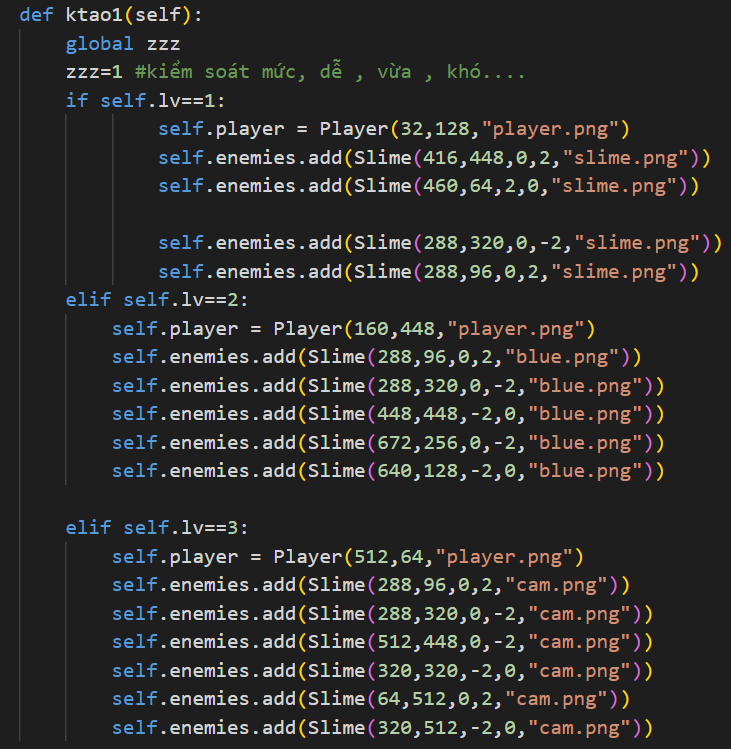 def ktao1(self):
    global zzz
    zzz=1 #kiểm soát mức, dễ , vừa , khó....
    if self.lv==1:
            self.player = Player(32,128,"player.png")
            self.enemies.add(Slime(416,448,0,2,"slime.png"))
            self.enemies.add(Slime(460,64,2,0,"slime.png"))

            self.enemies.add(Slime(288,320,0,-2,"slime.png"))
            self.enemies.add(Slime(288,96,0,2,"slime.png"))
    elif self.lv==2:
        self.player = Player(160,448,"player.png")
        self.enemies.add(Slime(288,96,0,2,"blue.png"))
        self.enemies.add(Slime(288,320,0,-2,"blue.png"))
        self.enemies.add(Slime(448,448,-2,0,"blue.png"))
        self.enemies.add(Slime(672,256,0,-2,"blue.png"))
        self.enemies.add(Slime(640,128,-2,0,"blue.png"))

    elif self.lv==3:
        self.player = Player(512,64,"player.png")
        self.enemies.add(Slime(288,96,0,2,"cam.png"))
        self.enemies.add(Slime(288,320,0,-2,"cam.png"))
        self.enemies.add(Slime(512,448,0,-2,"cam.png"))
        self.enemies.add(Slime(320,320,-2,0,"cam.png"))
        self.enemies.add(Slime(64,512,0,2,"cam.png"))
        self.enemies.add(Slime(320,512,-2,0,"cam.png"))